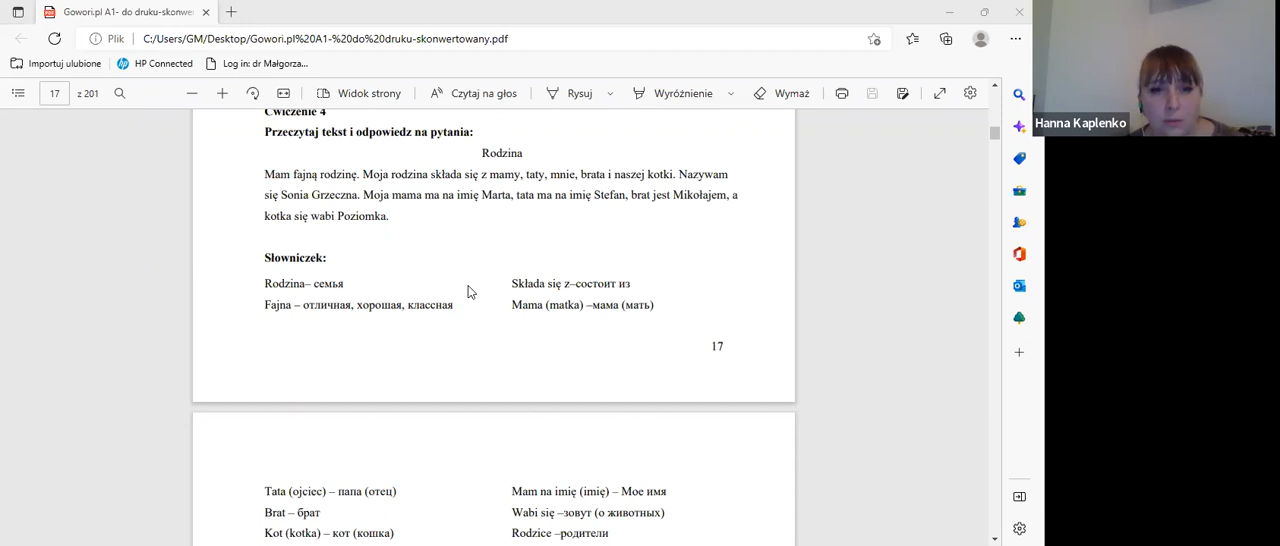 Gowori.pl A1- do druku-skonwer
Plik C:/Users/GM/Desktop/Gowori.pl%20A1-%20do%20druku-skonwertowany.pdf
Importuj ulubione HP Connected Log in: dr Małgorza...
17 z 201 Widok strony Czytaj na głos Rysuj Wyróżnienie Wymaż
Hanna Kaplenko
Ćwiczenie 4
Przeczytaj tekst i odpowiedz na pytania:
Rodzina
Mam fajną rodzinę. Moja rodzina składa się z mamy, taty, mnie, brata i naszej kotki. Nazywam
się Sonia Grzeczna. Moja mama ma na imię Marta, tata ma na imię Stefan, brat jest Mikołajem, a
kotka się wabi Poziomka.
Słowniczek:
Rodzina– семья Składa się z–состоит из
Fajna – отличная, хорошая, классная Mama (matka) –мама (мать)
17
Tata (ojciec) – папа (отец) Mam na imię (imię) – Мое имя
Brat – брат Wabi się –зовут (о животных)
Kot (kotka) – кот (кошка) Rodzice –родители